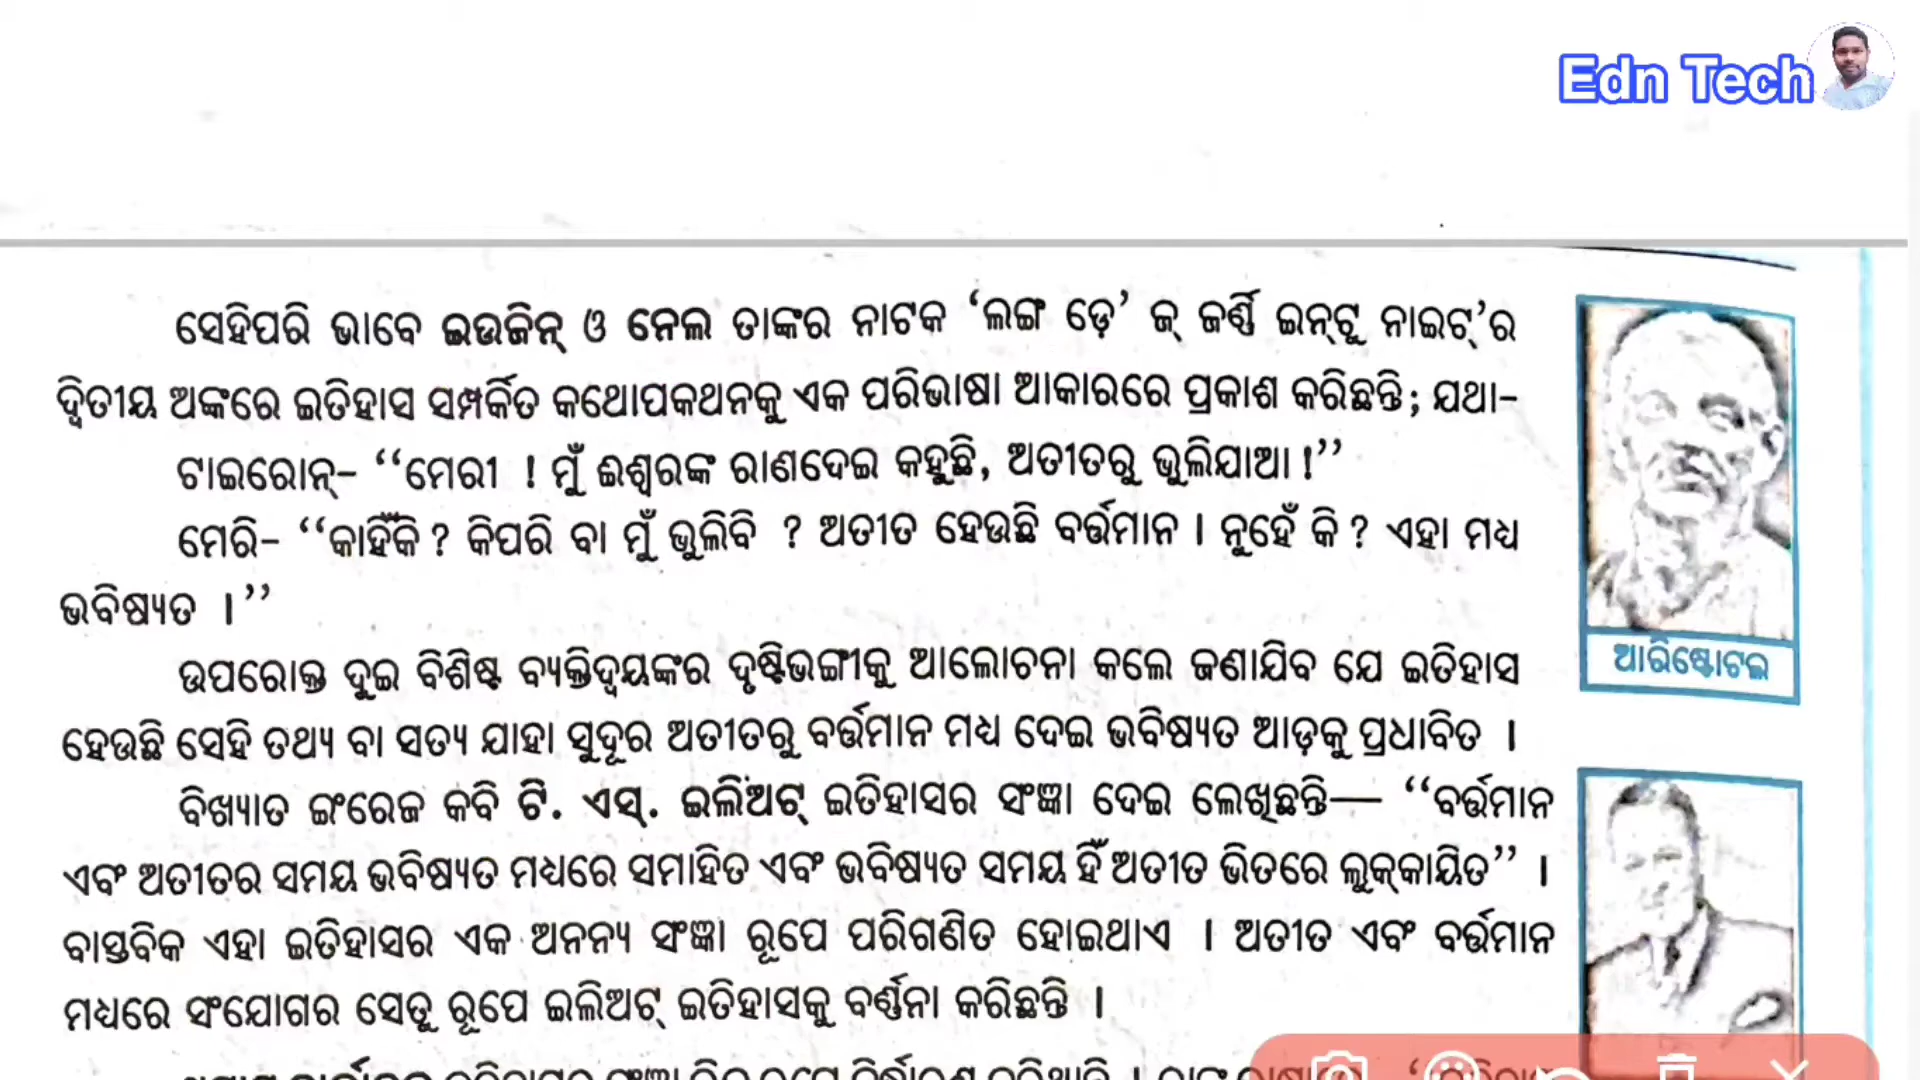 Edn Tech
ସେହିପରି ଭାବେ ଇଉଜିନ୍ ଓ ନେଲ ତାଙ୍କର ନାଟକ ‘ଲଙ୍ଗ ଡ଼େ’ ଜ୍ ଜର୍ଣ୍ଣି ଇନ୍‌ଟୁ ନାଇଟ୍’ର
ଦ୍ୱିତୀୟ ଅଙ୍କରେ ଇତିହାସ ସମ୍ପର୍କିତ କଥୋପକଥନକୁ ଏକ ପରିଭାଷା ଆକାରରେ ପ୍ରକାଶ କରିଛନ୍ତି; ଯଥା-
ଟାଇରୋନ୍- ‘‘ମେରୀ ! ମୁଁ ଈଶ୍ୱରଙ୍କ ରାଣଦେଇ କହୁଛି, ଅତୀତରୁ ଭୁଲିଯାଆ !’’
ମେରି- ‘‘କାହିଁକି ? କିପରି ବା ମୁଁ ଭୁଲିବି ? ଅତୀତ ହେଉଛି ବର୍ତ୍ତମାନ । ନୁହେଁ କି ? ଏହା ମଧ୍ୟ
ଭବିଷ୍ୟତ ।’’
ଉପରୋକ୍ତ ଦୁଇ ବିଶିଷ୍ଟ ବ୍ୟକ୍ତିଦ୍ୱୟଙ୍କର ଦୃଷ୍ଟିଭଙ୍ଗୀକୁ ଆଲୋଚନା କଲେ ଜଣାଯିବ ଯେ ଇତିହାସ
ହେଉଛି ସେହି ତଥ୍ୟ ବା ସତ୍ୟ ଯାହା ସୁଦୂର ଅତୀତରୁ ବର୍ତ୍ତମାନ ମଧ୍ୟ ଦେଇ ଭବିଷ୍ୟତ ଆଡ଼କୁ ପ୍ରଧାବିତ ।
ବିଖ୍ୟାତ ଇଂରେଜ କବି ଟି. ଏସ୍. ଇଲିଅଟ୍ ଇତିହାସର ସଂଜ୍ଞା ଦେଇ ଲେଖିଛନ୍ତି— ‘‘ବର୍ତ୍ତମାନ
ଏବଂ ଅତୀତର ସମୟ ଭବିଷ୍ୟତ ମଧ୍ୟରେ ସମାହିତ ଏବଂ ଭବିଷ୍ୟତ ସମୟ ହିଁ ଅତୀତ ଭିତରେ ଲୁକ୍‌କାୟିତ’’ ।
ବାସ୍ତବିକ ଏହା ଇତିହାସର ଏକ ଅନନ୍ୟ ସଂଜ୍ଞା ରୂପେ ପରିଗଣିତ ହୋଇଥାଏ । ଅତୀତ ଏବଂ ବର୍ତ୍ତମାନ
ମଧ୍ୟରେ ସଂଯୋଗର ସେତୁ ରୂପେ ଇଲିଅଟ୍ ଇତିହାସକୁ ବର୍ଣ୍ଣନା କରିଛନ୍ତି ।
ଆରିଷ୍ଟୋଟଲ